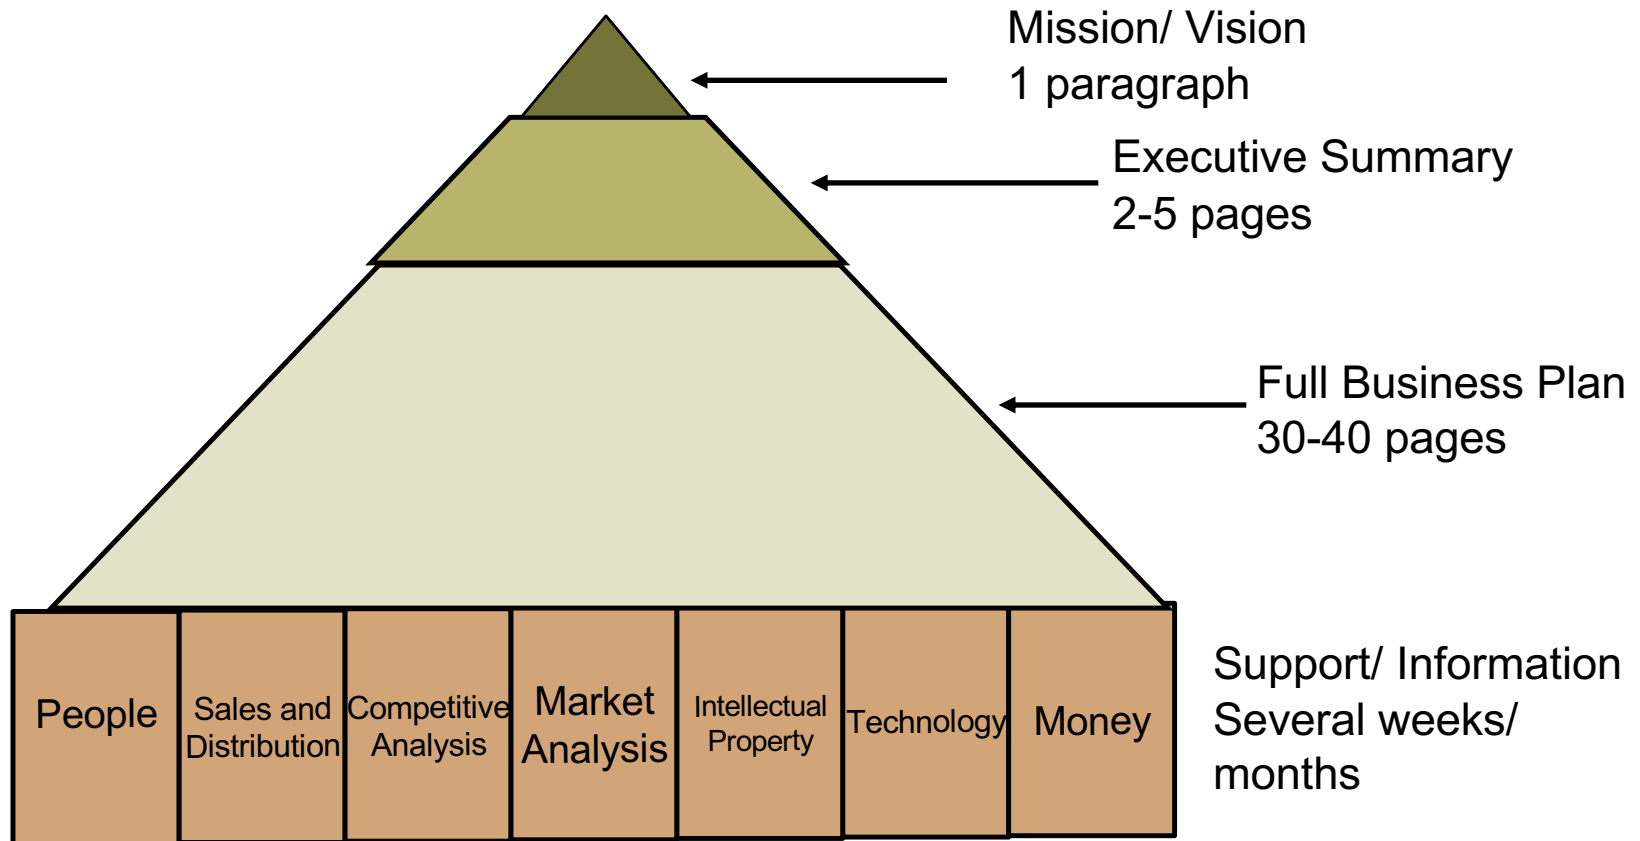 Mission/ Vision
1 paragraph
Executive Summary
2-5 pages
Full Business Plan
30-40 pages
People
Sales and
Distribution
Competitive
Analysis
Market
Analysis
Intellectual
Property
Technology
Money
Support/ Information
Several weeks/
months